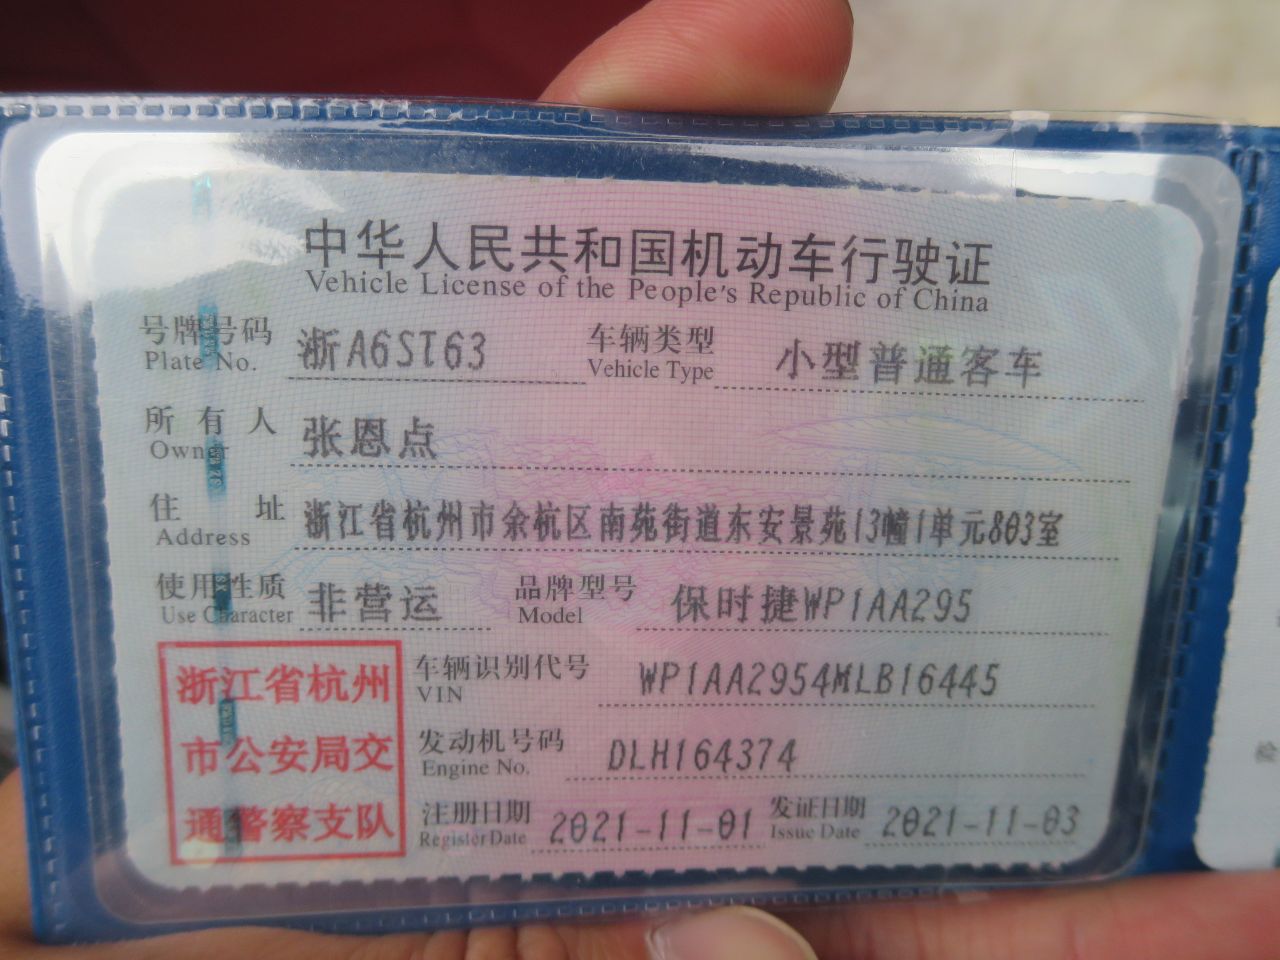 中华人民共和国机动车行驶证
Vehicle License of the People's Republic of China
号牌号码 浙A6ST63 车辆类型 小型普通客车
Plate No. Vehicle Type
所有人 张恩点
Owner
住址 浙江省杭州市余杭区南苑街道东安景苑13幢1单元803室
Address
使用性质 非营运 品牌型号 保时捷WP1AA295
Use Character Model
浙江省杭州
市公安局交
通警察支队
车辆识别代号 WP1AA2954MLB16445
VIN
发动机号码 DLH164374
Engine No.
注册日期 2021-11-01 发证日期 2021-11-03
Register Date Issue Date